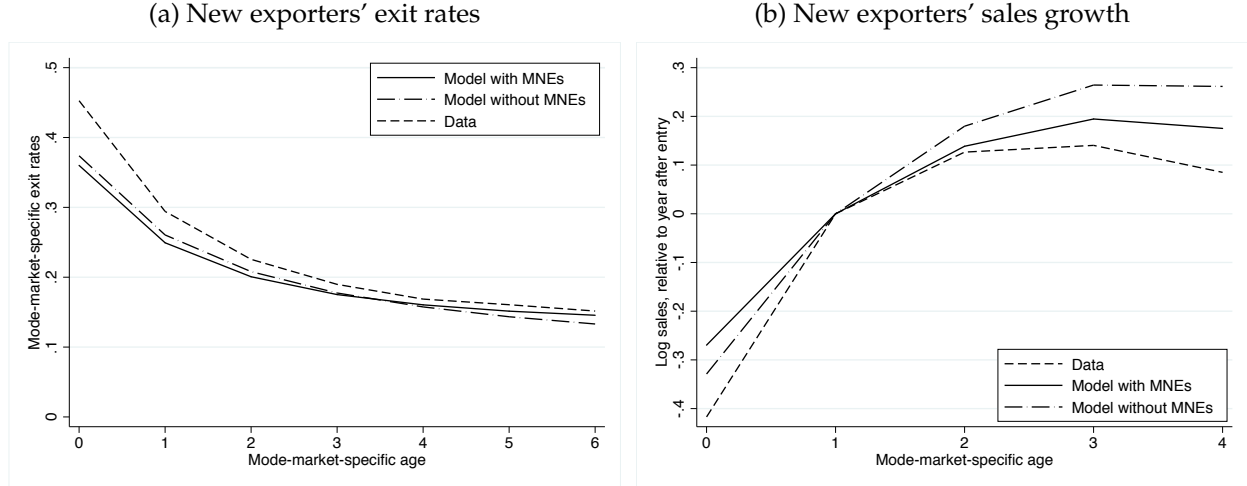 (a) New exporters’ exit rates
.5
.4
.3
.2
.1
0
Mode-market-specific exit rates
Model with MNEs
Model without MNEs
Data
0 1 2 3 4 5 6
Mode-market-specific age
(b) New exporters’ sales growth
.3
.2
.1
0
-.1
-.2
-.3
-.4
Log sales, relative to year after entry
Data
Model with MNEs
Model without MNEs
0 1 2 3 4
Mode-market-specific age